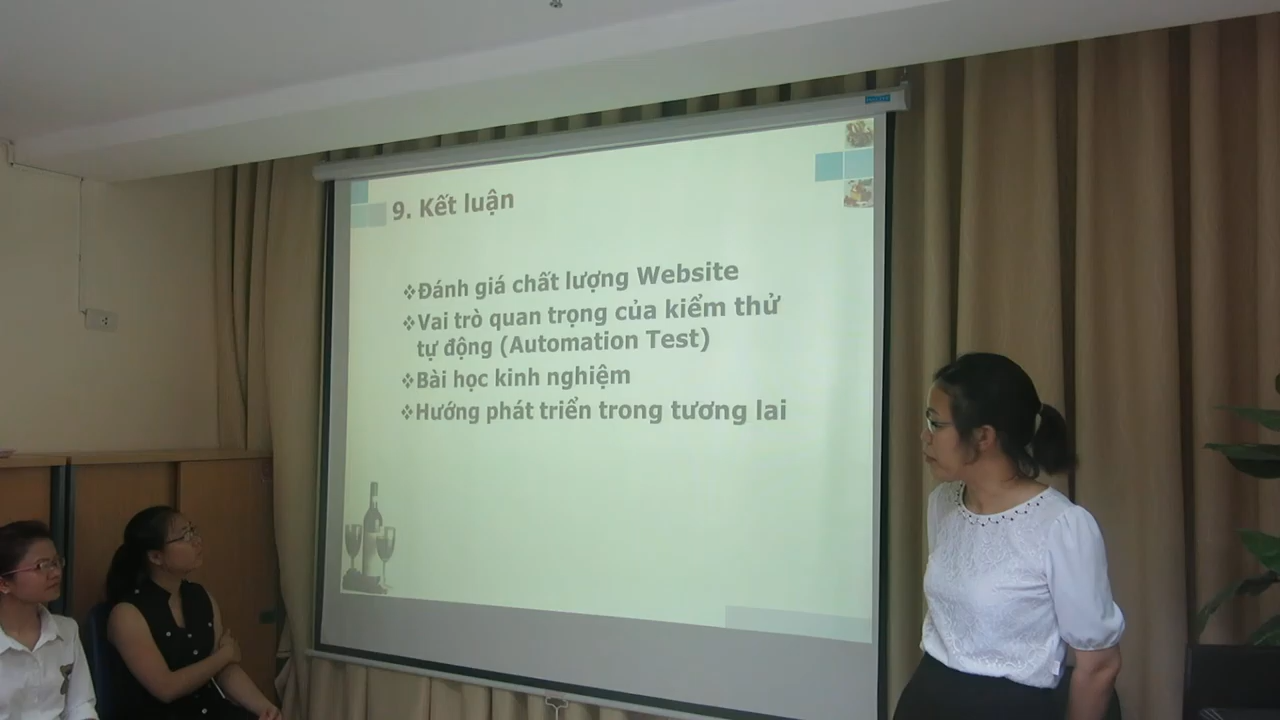 9. Kết luận
❖Đánh giá chất lượng Website
❖Vai trò quan trọng của kiểm thử
tự động (Automation Test)
❖Bài học kinh nghiệm
❖Hướng phát triển trong tương lai